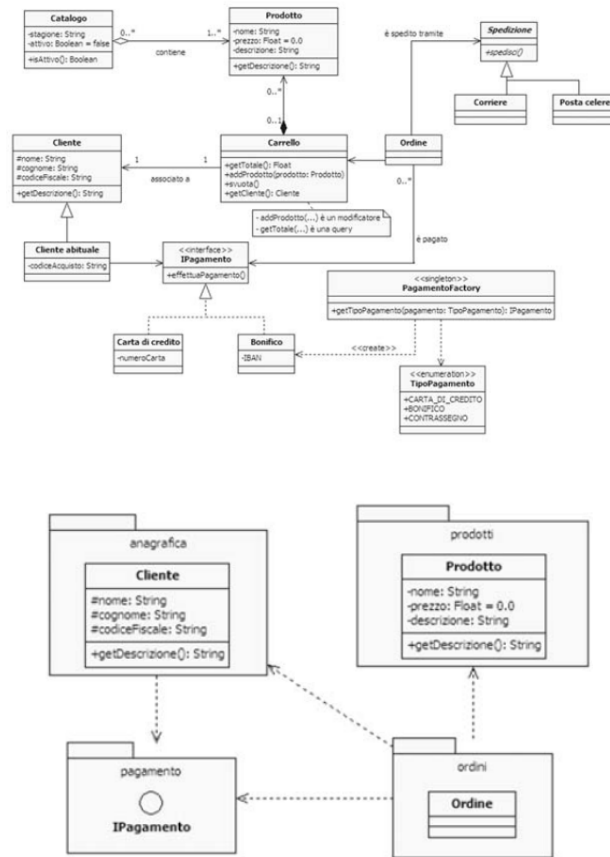 Catalogo
-stagione: String
-attivo: Boolean = false
+isAttivo(): Boolean
0..*
1..*
contiene
Prodotto
-nome: String
-prezzo: Float = 0.0
-descrizione: String
+getDescrizione(): String
è spedito tramite
Spedizione
+spedisci()
Corriere
Posta celere
0..*
0..1
Cliente
#nome: String
#cognome: String
#codiceFiscale: String
+getDescrizione(): String
1
1
associato a
Carrello
+getTotale(): Float
+addProdotto(prodotto: Prodotto)
+svuota()
+getCliente(): Cliente
Ordine
0..*
- addProdotto(...) è un modificatore
- getTotale(...) è una query
è pagato
Cliente abituale
-codiceAcquisto: String
<<interface>>
IPagamento
+effettuaPagamento()
<<singleton>>
PagamentoFactory
+getTipoPagamento(pagamento: TipoPagamento): IPagamento
Carta di credito
-numeroCarta
Bonifico
-IBAN
<<create>>
<<enumeration>>
TipoPagamento
+CARTA_DI_CREDITO
+BONIFICO
+CONTRASSEGNO
anagrafica
Cliente
#nome: String
#cognome: String
#codiceFiscale: String
+getDescrizione(): String
prodotti
Prodotto
-nome: String
-prezzo: Float = 0.0
-descrizione: String
+getDescrizione(): String
pagamento
IPagamento
ordini
Ordine